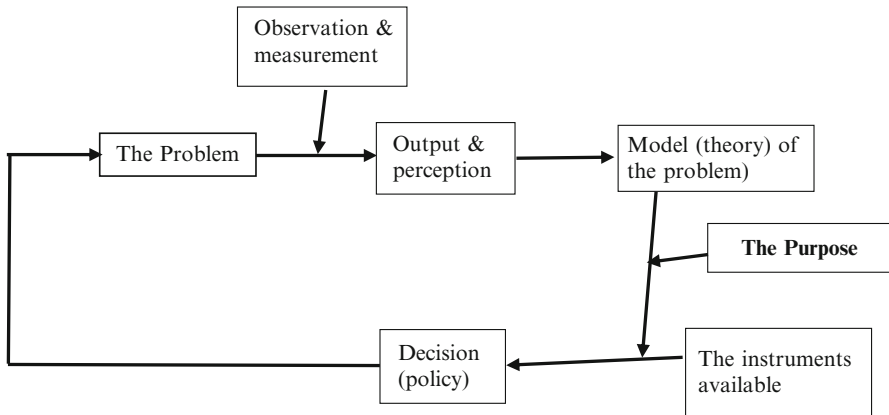 Observation &
measurement
The Problem
Output &
perception
Model (theory) of
the problem)
The Purpose
Decision
(policy)
The instruments
available